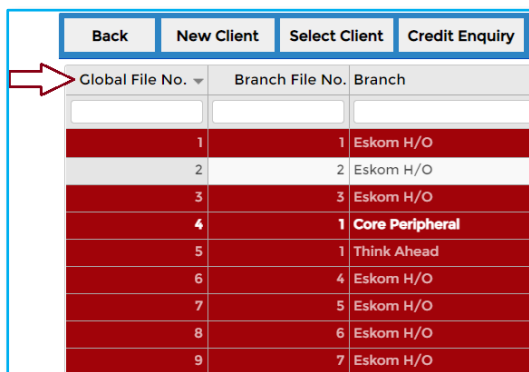 Back New Client Select Client Credit Enquiry
Global File No. Branch File No. Branch
1 1 Eskom H/O
2 2 Eskom H/O
3 3 Eskom H/O
4 1 Core Peripheral
5 1 Think Ahead
6 4 Eskom H/O
7 5 Eskom H/O
8 6 Eskom H/O
9 7 Eskom H/O